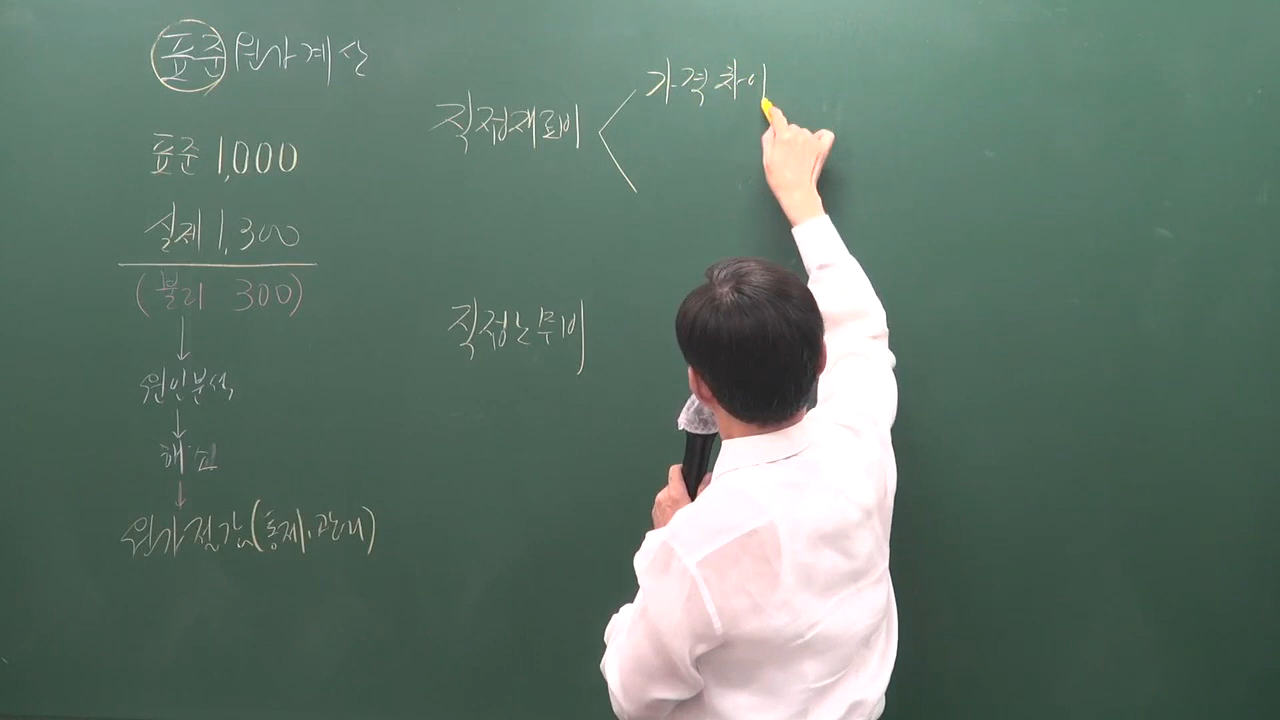 표준원가계산
표준 1,000
실제 1,300
(불리 300)
원인분석
해소
원가절감(통제, 관리)
직접재료비
가격차이
직접노무비